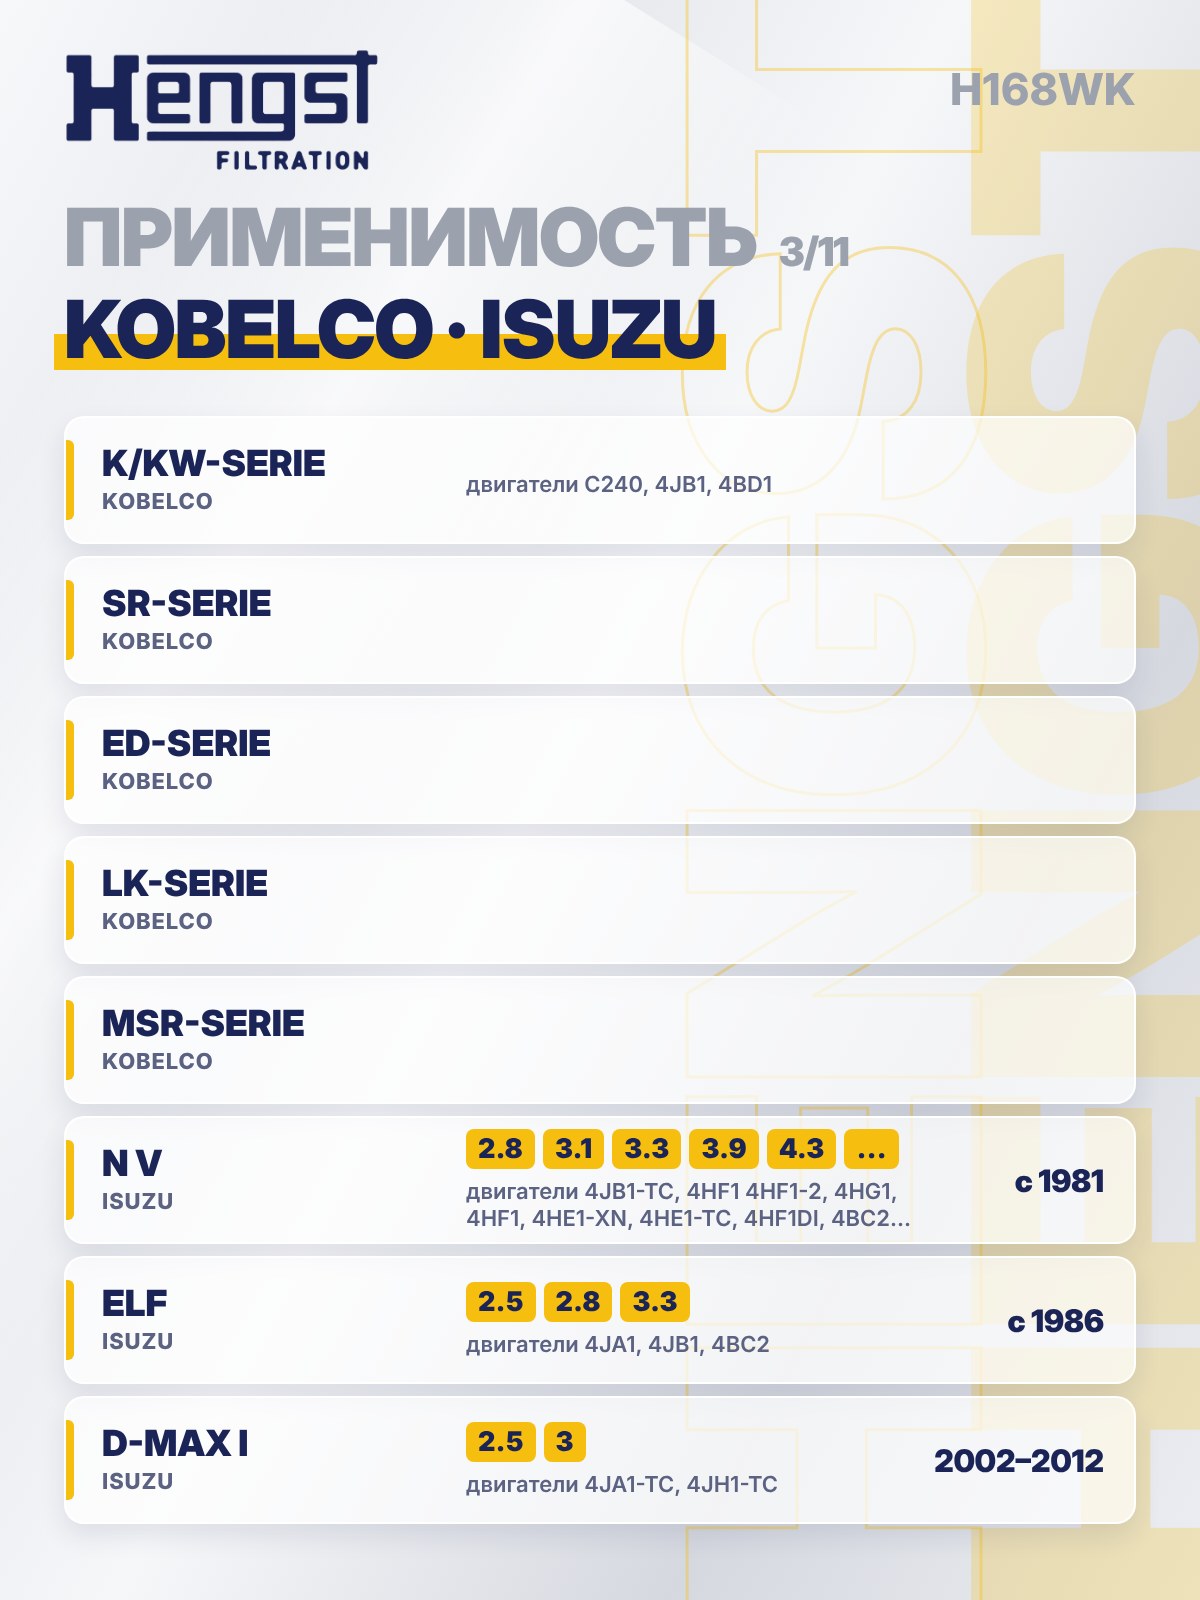 Hengst
FILTRATION
H168WK
ПРИМЕНИМОСТЬ 3/11
KOBELCO · ISUZU
K/KW-SERIE
KOBELCO
двигатели C240, 4JB1, 4BD1
SR-SERIE
KOBELCO
ED-SERIE
KOBELCO
LK-SERIE
KOBELCO
MSR-SERIE
KOBELCO
N V
ISUZU
2.8 3.1 3.3 3.9 4.3 ...
двигатели 4JB1-TC, 4HF1 4HF1-2, 4HG1,
4HF1, 4HE1-XN, 4HE1-TC, 4HF1DI, 4BC2...
с 1981
ELF
ISUZU
2.5 2.8 3.3
двигатели 4JA1, 4JB1, 4BC2
с 1986
D-MAX I
ISUZU
2.5 3
двигатели 4JA1-TC, 4JH1-TC
2002–2012
HENGST
HENGST